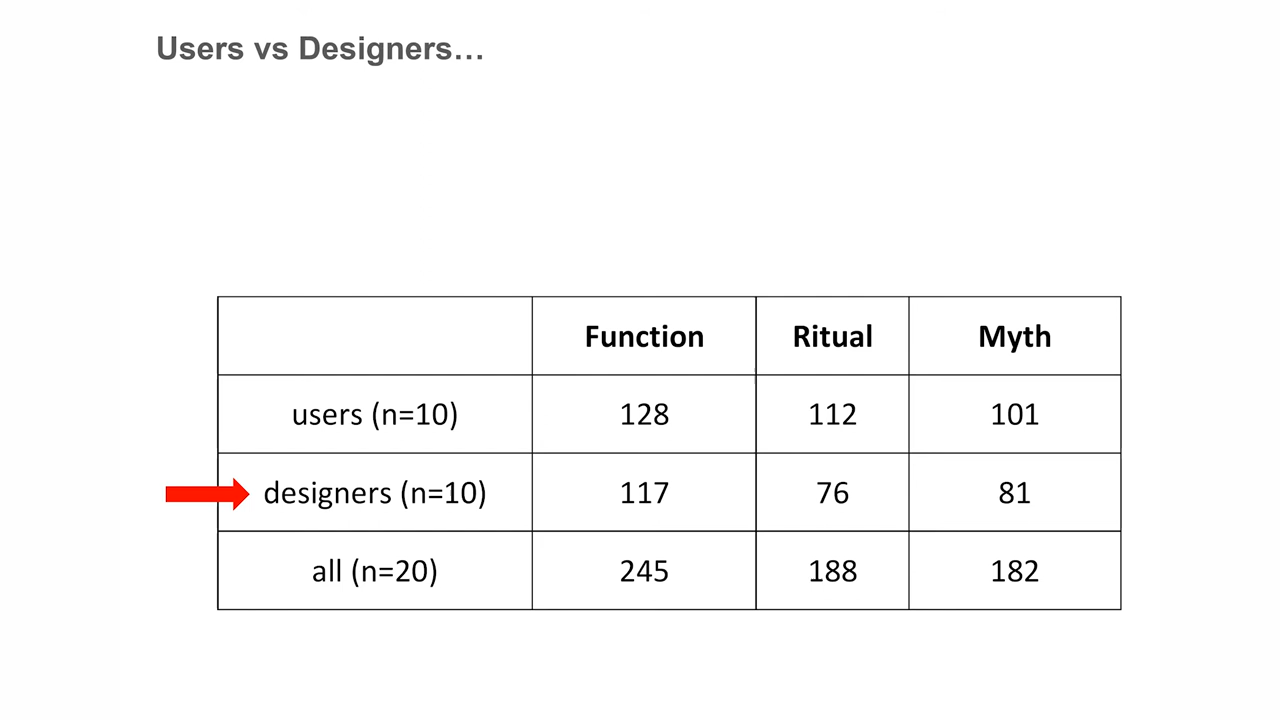 Users vs Designers…
Function Ritual Myth
users (n=10) 128 112 101
designers (n=10) 117 76 81
all (n=20) 245 188 182